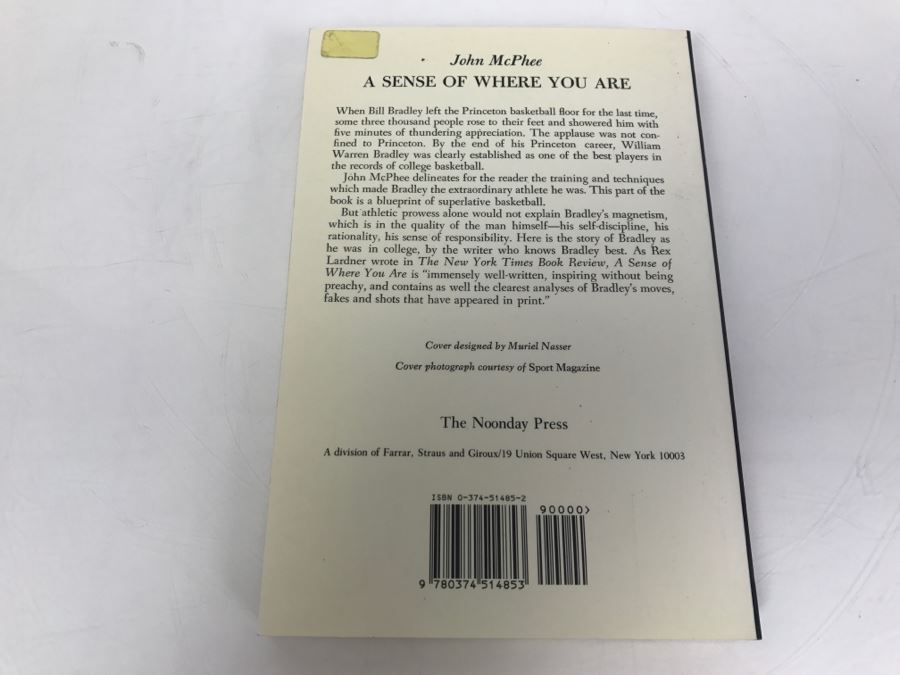 John McPhee
A SENSE OF WHERE YOU ARE
When Bill Bradley left the Princeton basketball floor for the last time,
some three thousand people rose to their feet and showered him with
five minutes of thundering appreciation. The applause was not con-
fined to Princeton. By the end of his Princeton career, William
Warren Bradley was clearly established as one of the best players in
the records of college basketball.
John McPhee delineates for the reader the training and techniques
which made Bradley the extraordinary athlete he was. This part of the
book is a blueprint of superlative basketball.
But athletic prowess alone would not explain Bradley's magnetism,
which is in the quality of the man himself—his self-discipline, his
rationality, his sense of responsibility. Here is the story of Bradley as
he was in college, by the writer who knows Bradley best. As Rex
Lardner wrote in The New York Times Book Review, A Sense of
Where You Are is "immensely well-written, inspiring without being
preachy, and contains as well the clearest analyses of Bradley's moves,
fakes and shots that have appeared in print."
Cover designed by Muriel Nasser
Cover photograph courtesy of Sport Magazine
The Noonday Press
A division of Farrar, Straus and Giroux/19 Union Square West, New York 10003
ISBN 0-374-51485-2
90000>
9 780374 514853